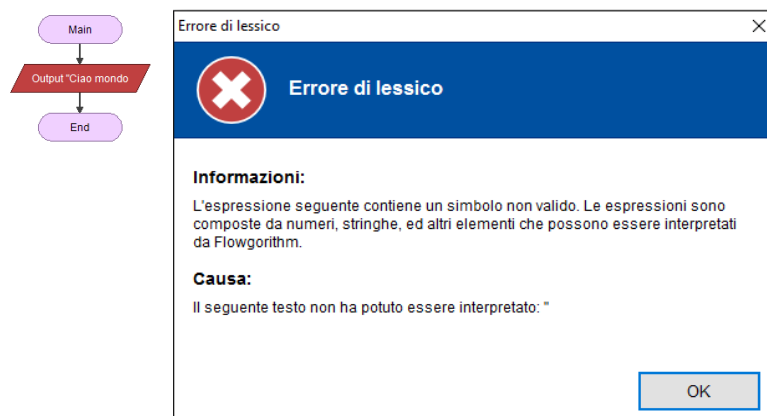 Main
Output "Ciao mondo
End
Errore di lessico
Errore di lessico
Informazioni:
L'espressione seguente contiene un simbolo non valido. Le espressioni sono
composte da numeri, stringhe, ed altri elementi che possono essere interpretati
da Flowgorithm.
Causa:
Il seguente testo non ha potuto essere interpretato: "
OK